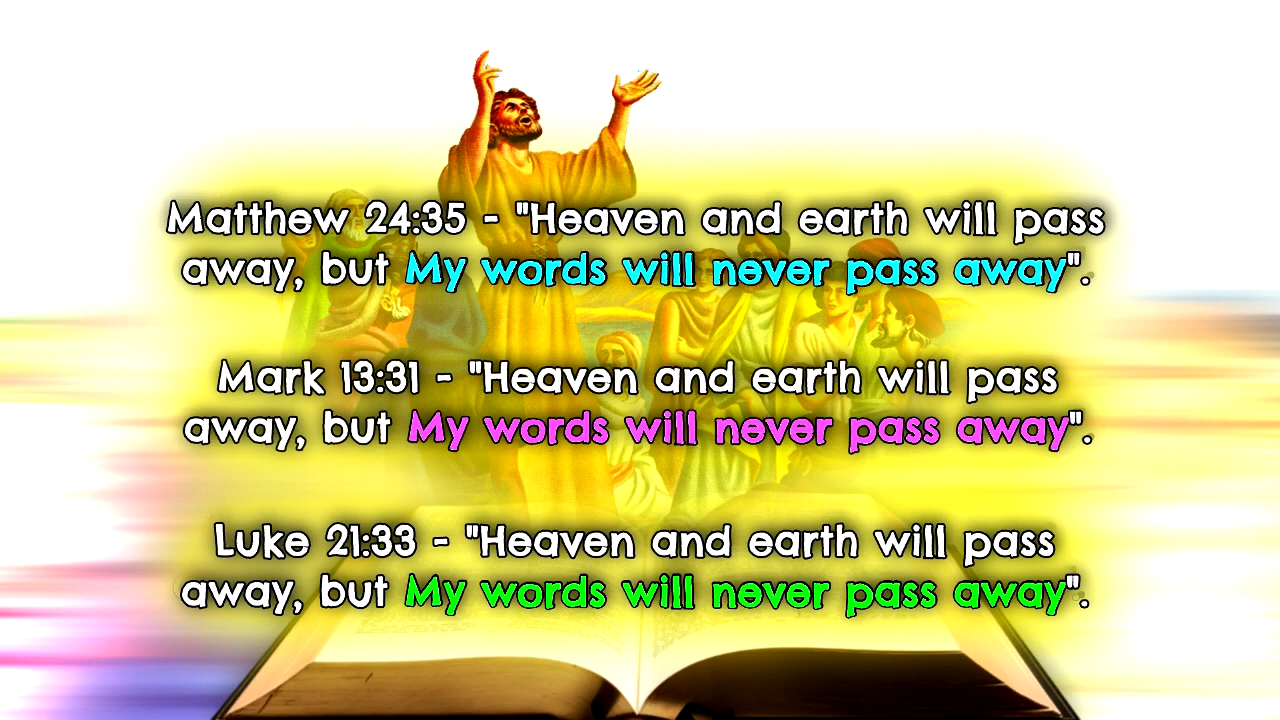 Matthew 24:35 - "Heaven and earth will pass
away, but My words will never pass away".
Mark 13:31 - "Heaven and earth will pass
away, but My words will never pass away".
Luke 21:33 - "Heaven and earth will pass
away, but My words will never pass away".